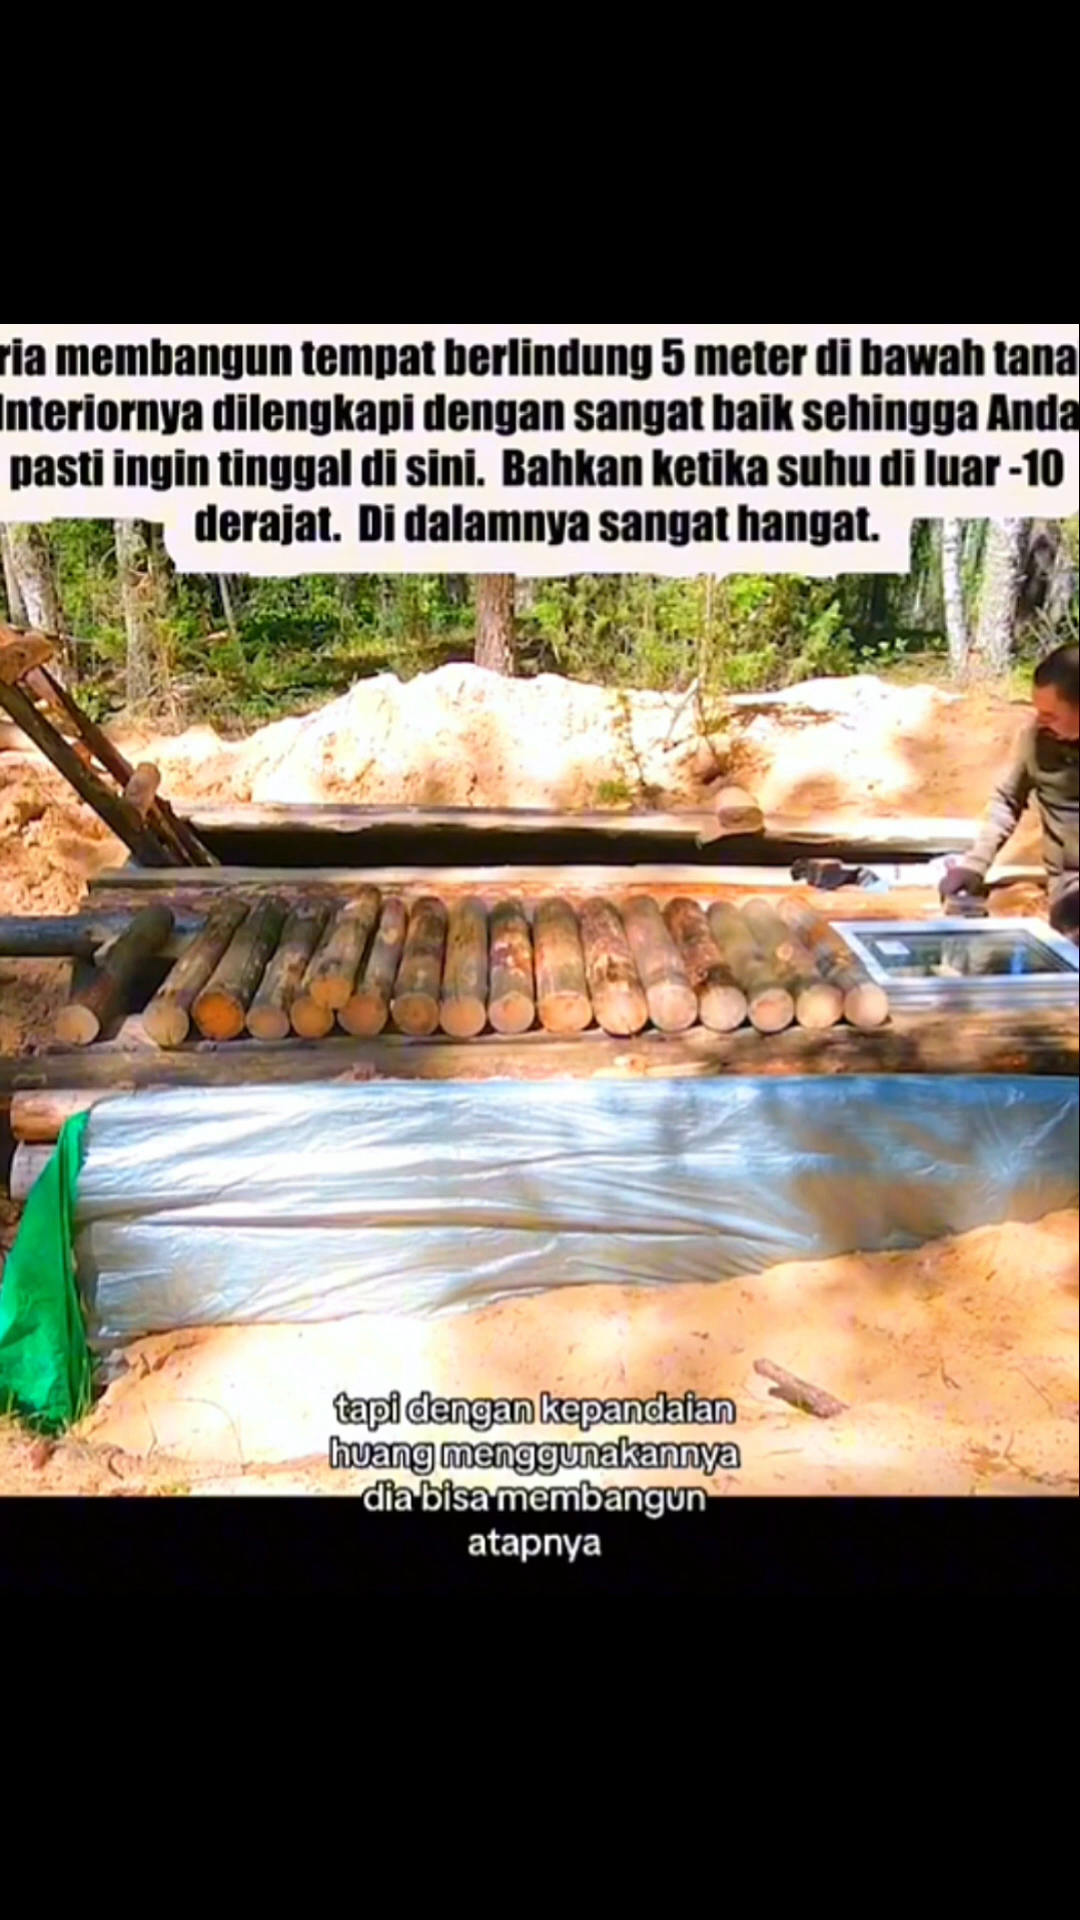 ria membangun tempat berlindung 5 meter di bawah tana
Interiornya dilengkapi dengan sangat baik sehingga Anda
pasti ingin tinggal di sini. Bahkan ketika suhu di luar -10
derajat. Di dalamnya sangat hangat.
tapi dengan kepandaian
huang menggunakannya
dia bisa membangun
atapnya